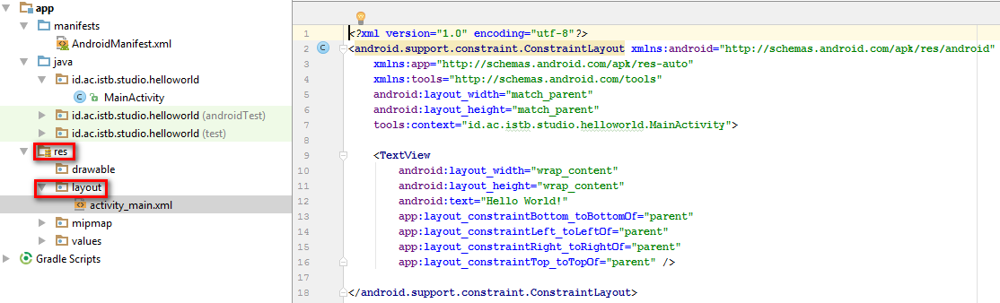 app
manifests
AndroidManifest.xml
java
id.ac.istb.studio.helloworld
MainActivity
id.ac.istb.studio.helloworld (androidTest)
id.ac.istb.studio.helloworld (test)
res
drawable
layout
activity_main.xml
mipmap
values
Gradle Scripts
1 <?xml version="1.0" encoding="utf-8"?>
2 <android.support.constraint.ConstraintLayout xmlns:android="http://schemas.android.com/apk/res/android"
3 xmlns:app="http://schemas.android.com/apk/res-auto"
4 xmlns:tools="http://schemas.android.com/tools"
5 android:layout_width="match_parent"
6 android:layout_height="match_parent"
7 tools:context="id.ac.istb.studio.helloworld.MainActivity">
8
9 <TextView
10 android:layout_width="wrap_content"
11 android:layout_height="wrap_content"
12 android:text="Hello World!"
13 app:layout_constraintBottom_toBottomOf="parent"
14 app:layout_constraintLeft_toLeftOf="parent"
15 app:layout_constraintRight_toRightOf="parent"
16 app:layout_constraintTop_toTopOf="parent" />
17
18 </android.support.constraint.ConstraintLayout>